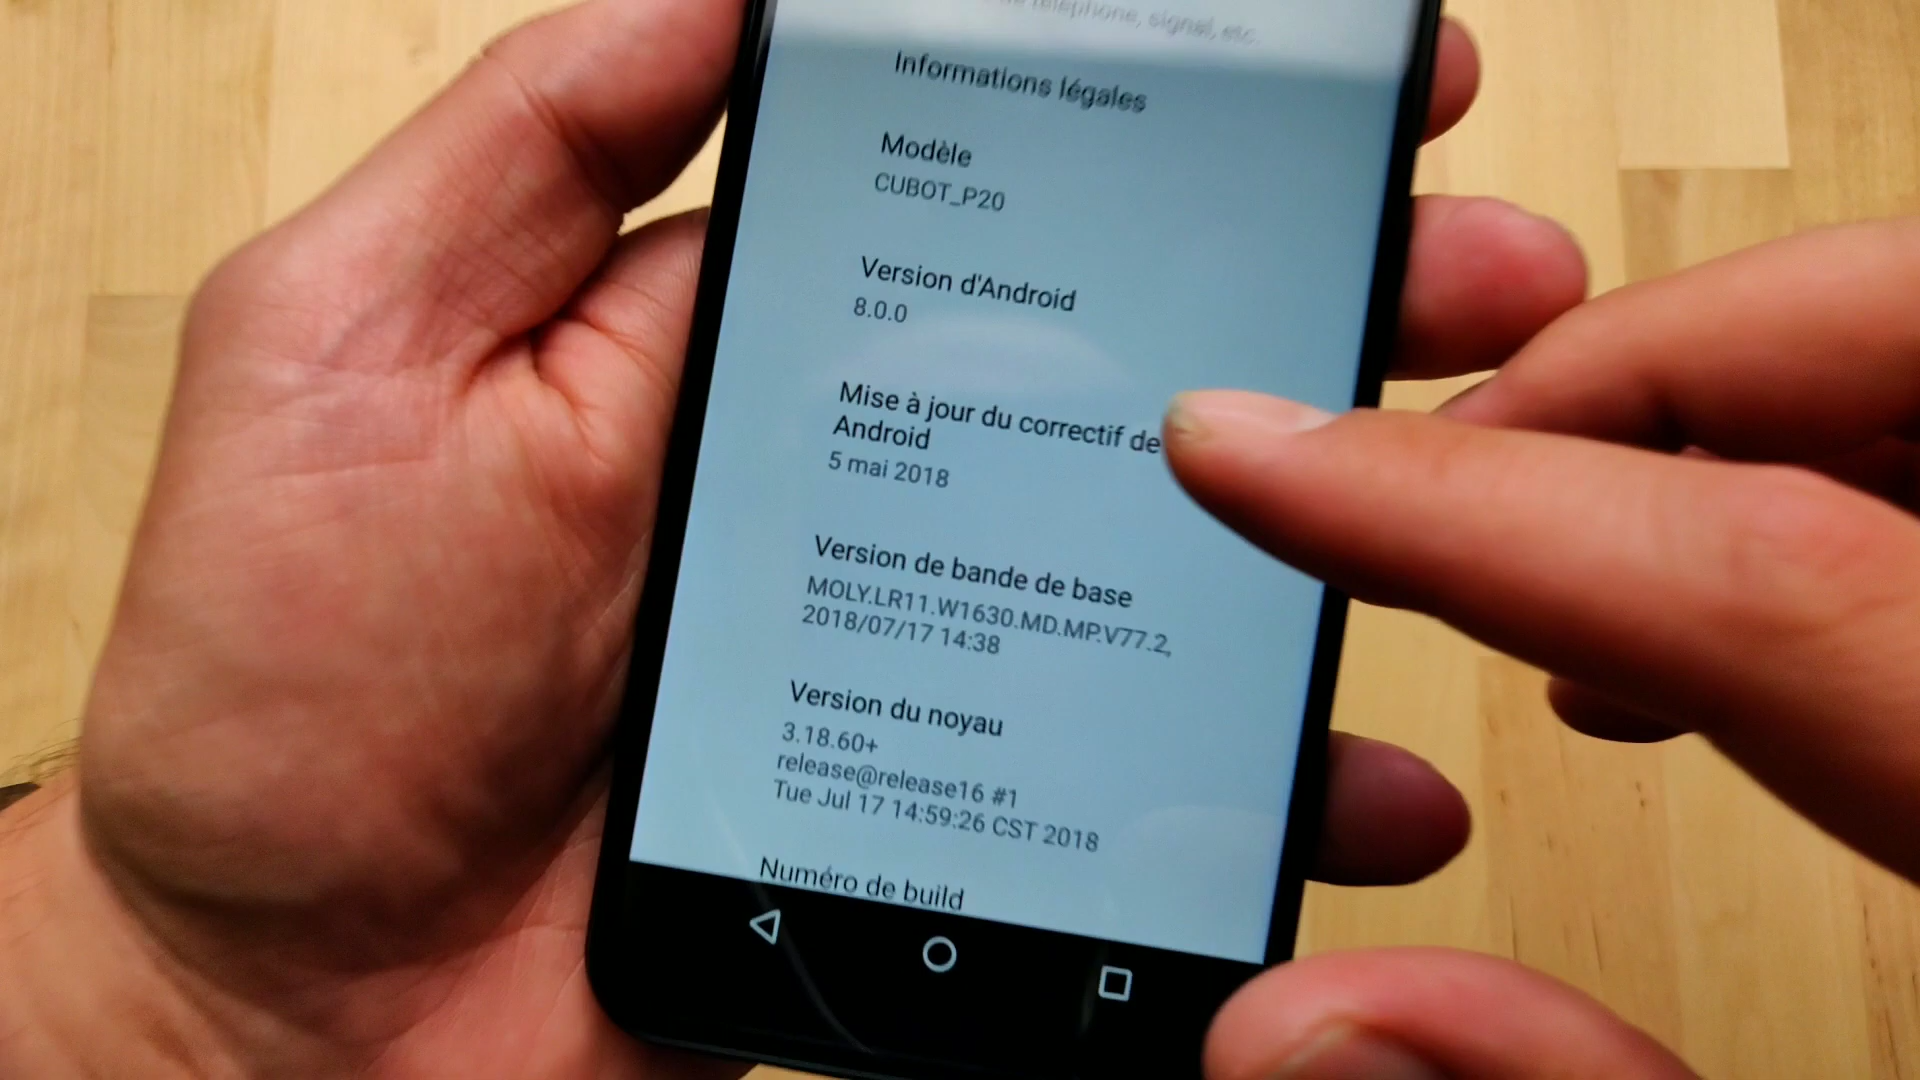 téléphone, signal, etc.
Informations légales
Modèle
CUBOT_P20
Version d'Android
8.0.0
Mise à jour du correctif de
Android
5 mai 2018
Version de bande de base
MOLY.LR11.W1630.MD.MP.V77.2,
2018/07/17 14:38
Version du noyau
3.18.60+
release@release16 #1
Tue Jul 17 14:59:26 CST 2018
Numéro de build